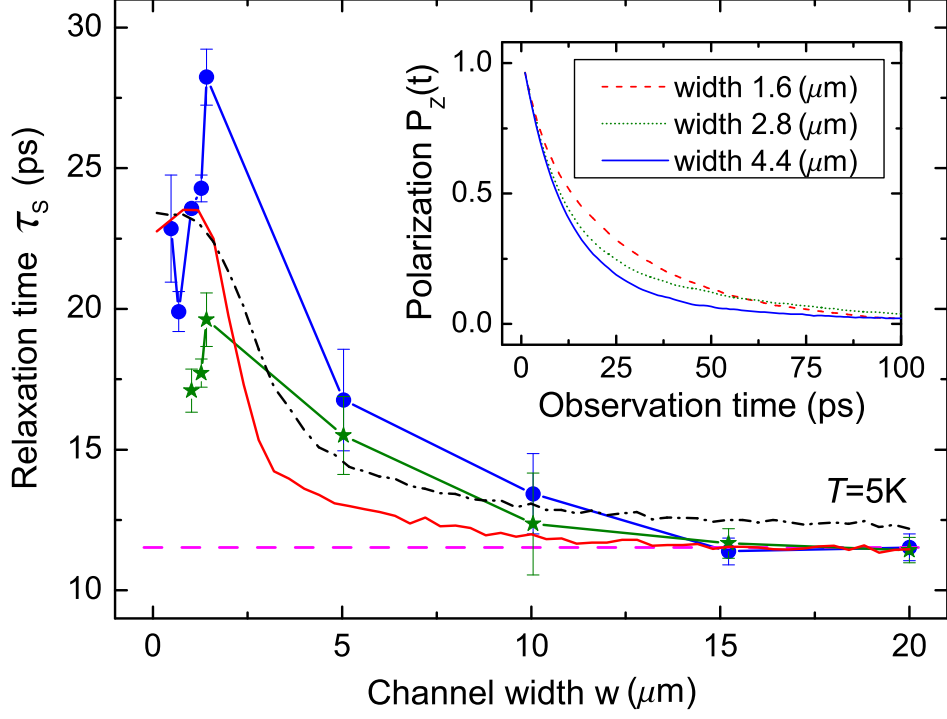 30
25
20
15
10
Relaxation time τS (ps)
0
5
10
15
20
Channel width w (μm)
T=5K
1.0
0.5
0.0
Polarization PZ(t)
0
25
50
75
100
Observation time (ps)
width 1.6 (μm)
width 2.8 (μm)
width 4.4 (μm)